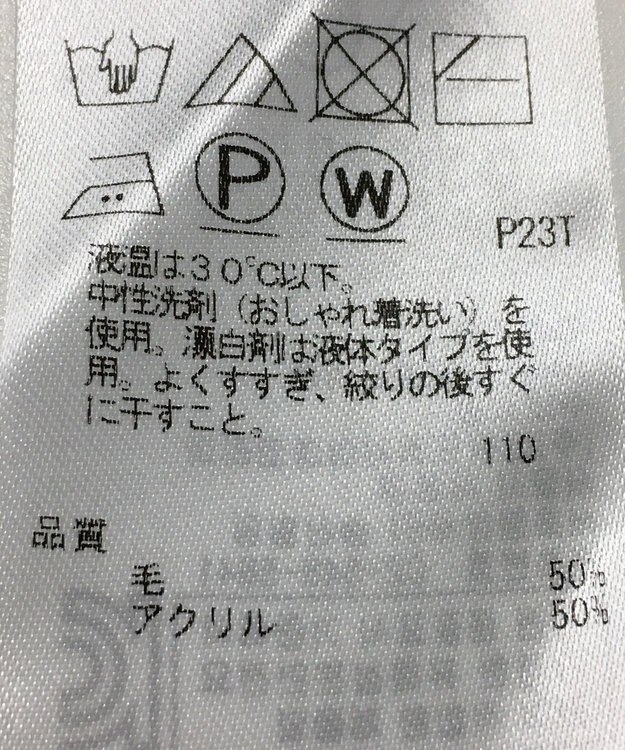 P
W
P23T
液温は30℃以下。
中性洗剤（おしゃれ着洗い）を
使用。漂白剤は液体タイプを使
用。よくすすぎ、絞りの後すぐ
に干すこと。
110
品質
毛 50%
アクリル 50%